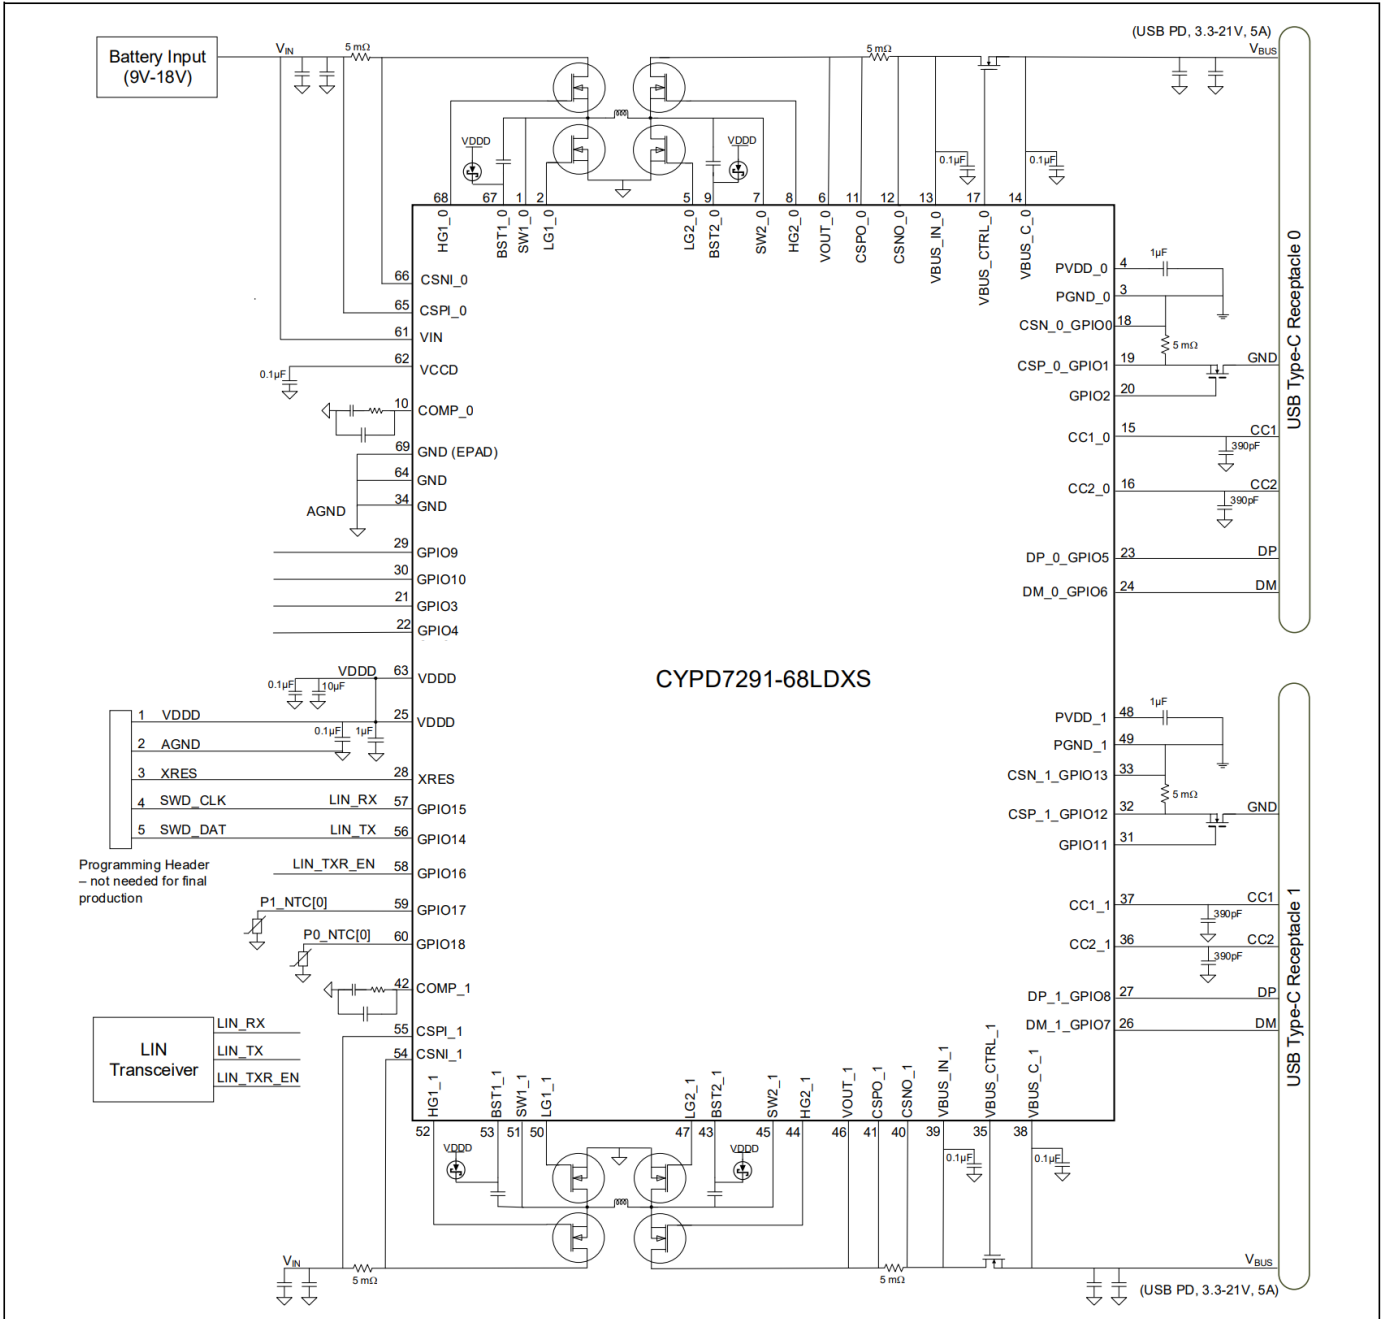 Battery Input
(9V-18V)
V_IN
5 mΩ
5 mΩ
(USB PD, 3.3-21V, 5A)
V_BUS
VDDD
VDDD
0.1µF
0.1µF
68 67 1 2 5 9 7 8 6 11 12 13 17 14
HG1_0
BST1_0
SW1_0
LG1_0
LG2_0
BST2_0
SW2_0
HG2_0
VOUT_0
CSPO_0
CSNO_0
VBUS_IN_0
VBUS_CTRL_0
VBUS_C_0
66 CSNI_0
65 CSPI_0
61 VIN
62 VCCD
0.1µF
10 COMP_0
69 GND (EPAD)
64 GND
34 GND
AGND
29 GPIO9
30 GPIO10
21 GPIO3
22 GPIO4
VDDD 63 VDDD
0.1µF 10µF
1 VDDD 25 VDDD
0.1µF 1µF
2 AGND
3 XRES 28 XRES
4 SWD_CLK LIN_RX 57 GPIO15
5 SWD_DAT LIN_TX 56 GPIO14
Programming Header
– not needed for final
production
LIN_TXR_EN 58 GPIO16
P1_NTC[0] 59 GPIO17
P0_NTC[0] 60 GPIO18
42 COMP_1
55 CSPI_1
54 CSNI_1
LIN
Transceiver
LIN_RX
LIN_TX
LIN_TXR_EN
CYPD7291-68LDXS
PVDD_0 4
1µF
PGND_0 3
CSN_0_GPIO0 18
5 mΩ
CSP_0_GPIO1 19 GND
GPIO2 20
CC1_0 15 CC1
390pF
CC2_0 16 CC2
390pF
DP_0_GPIO5 23 DP
DM_0_GPIO6 24 DM
USB Type-C Receptacle 0
PVDD_1 48
1µF
PGND_1 49
CSN_1_GPIO13 33
5 mΩ
CSP_1_GPIO12 32 GND
GPIO11 31
CC1_1 37 CC1
390pF
CC2_1 36 CC2
390pF
DP_1_GPIO8 27 DP
DM_1_GPIO7 26 DM
USB Type-C Receptacle 1
HG1_1
BST1_1
SW1_1
LG1_1
LG2_1
BST2_1
SW2_1
HG2_1
VOUT_1
CSPO_1
CSNO_1
VBUS_IN_1
VBUS_CTRL_1
VBUS_C_1
52 53 51 50 47 43 45 44 46 41 40 39 35 38
VDDD
VDDD
0.1µF
0.1µF
V_IN
5 mΩ
5 mΩ
V_BUS
(USB PD, 3.3-21V, 5A)